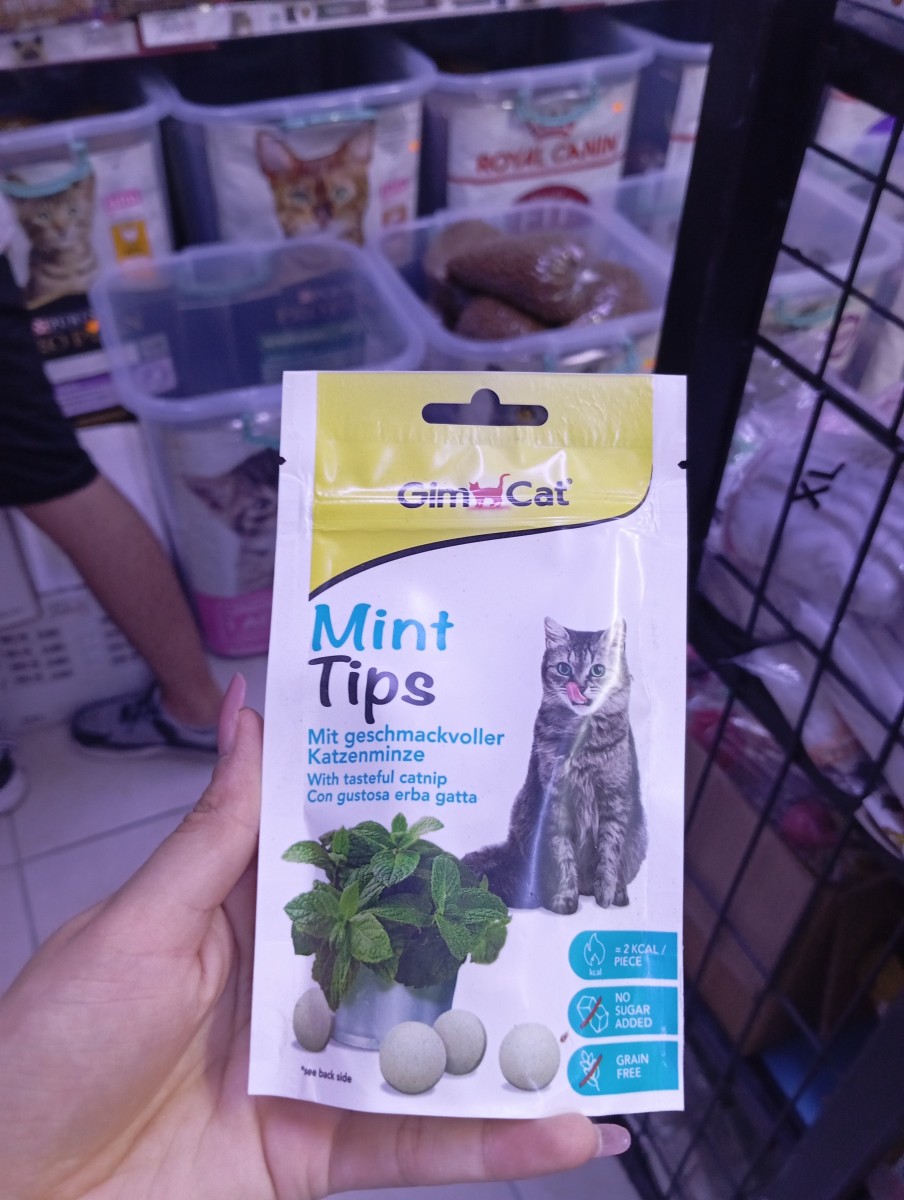 ROYAL CANIN
XL
GimCat
Mint
Tips
Mit geschmackvoller
Katzenminze
With tasteful catnip
Con gustosa erba gatta
kcal
= 2 KCAL /
PIECE
NO
SUGAR
ADDED
GRAIN
FREE
*see back side